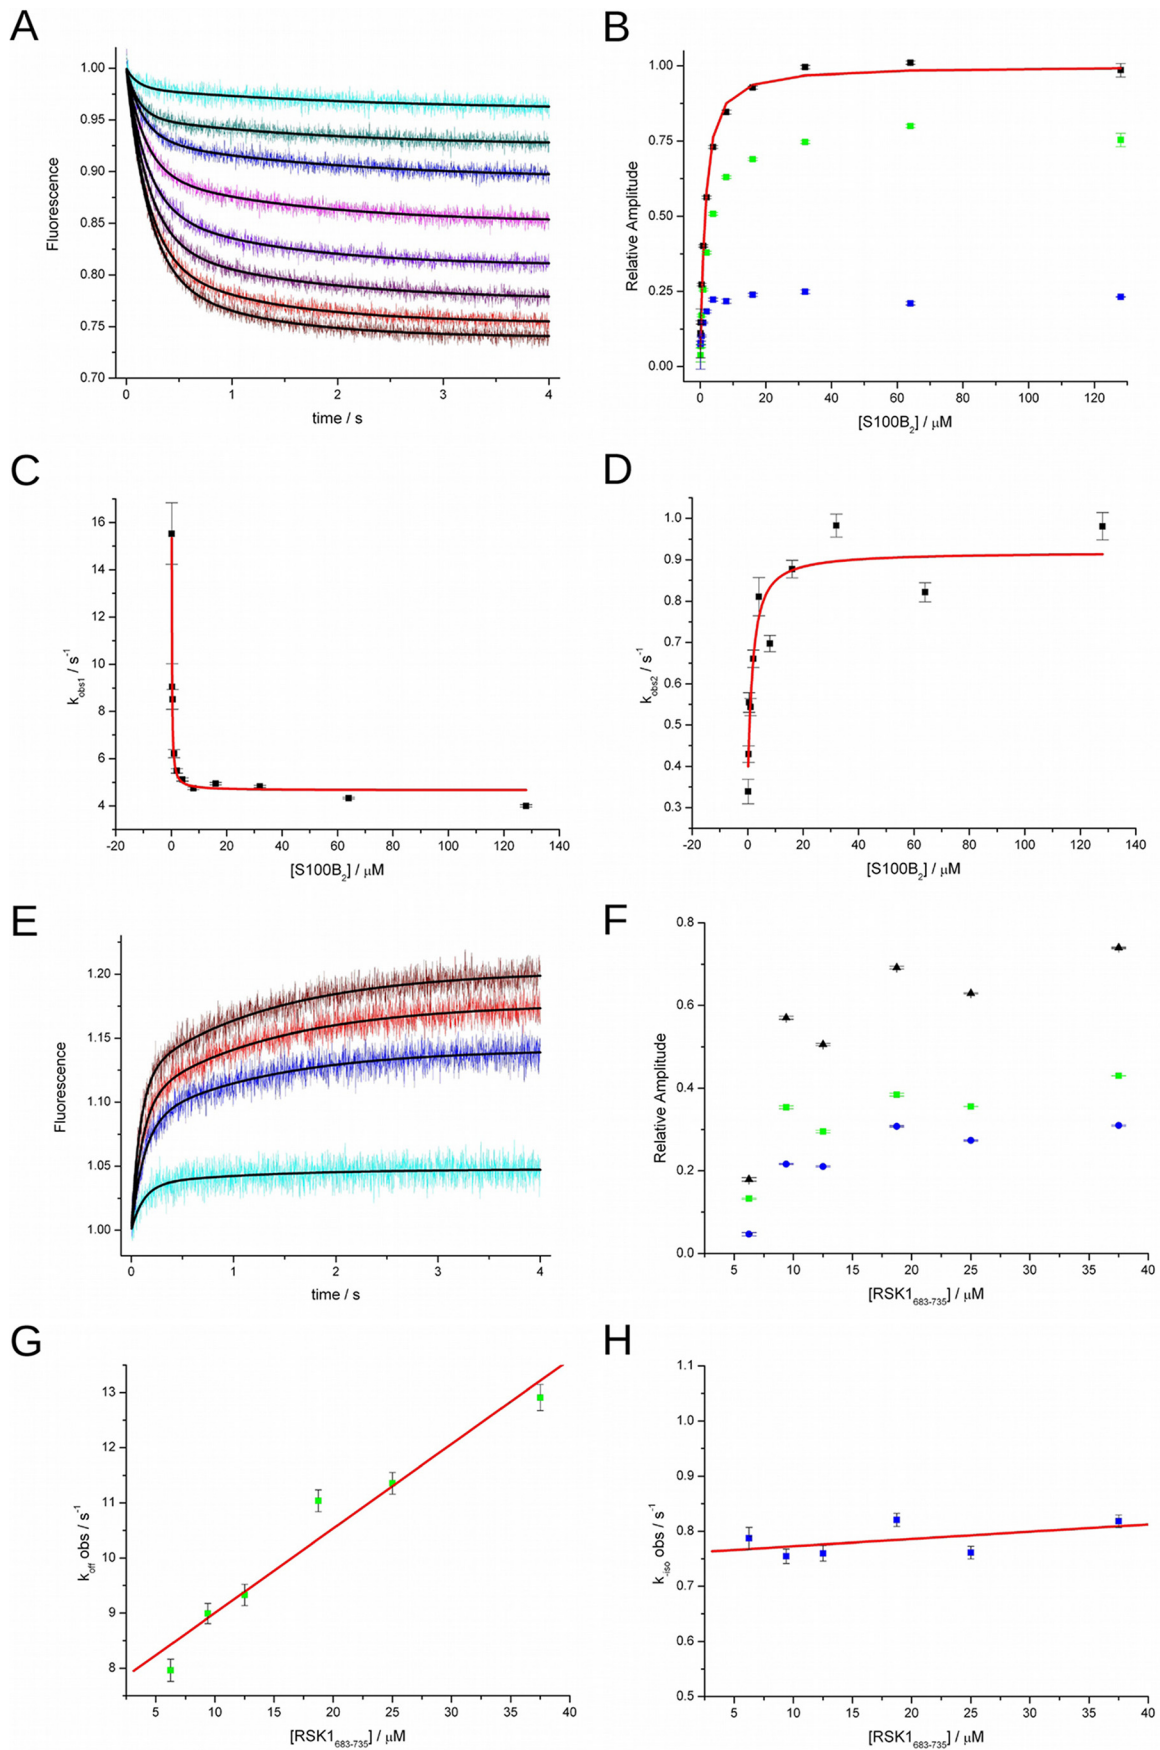 A
1.00
0.95
0.90
0.85
0.80
0.75
0.70
Fluorescence
0 1 2 3 4
time / s
B
1.00
0.75
0.50
0.25
0.00
Relative Amplitude
0 20 40 60 80 100 120
[S100B2] / μM
C
16
14
12
10
8
6
4
kobs1 / s-1
-20 0 20 40 60 80 100 120 140
[S100B2] / μM
D
1.0
0.9
0.8
0.7
0.6
0.5
0.4
0.3
kobs2 / s-1
-20 0 20 40 60 80 100 120 140
[S100B2] / μM
E
1.20
1.15
1.10
1.05
1.00
Fluorescence
0 1 2 3 4
time / s
F
0.8
0.6
0.4
0.2
0.0
Relative Amplitude
5 10 15 20 25 30 35 40
[RSK1683-735] / μM
G
13
12
11
10
9
8
koff obs / s-1
5 10 15 20 25 30 35 40
[RSK1683-735] / μM
H
1.1
1.0
0.9
0.8
0.7
0.6
0.5
k-iso obs / s-1
5 10 15 20 25 30 35 40
[RSK1683-735] / μM